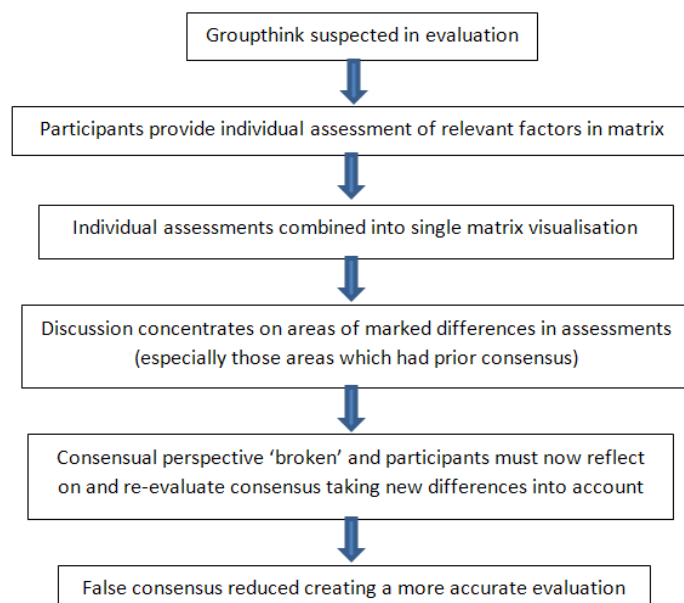 Groupthink suspected in evaluation
Participants provide individual assessment of relevant factors in matrix
Individual assessments combined into single matrix visualisation
Discussion concentrates on areas of marked differences in assessments
(especially those areas which had prior consensus)
Consensual perspective ‘broken’ and participants must now reflect
on and re-evaluate consensus taking new differences into account
False consensus reduced creating a more accurate evaluation